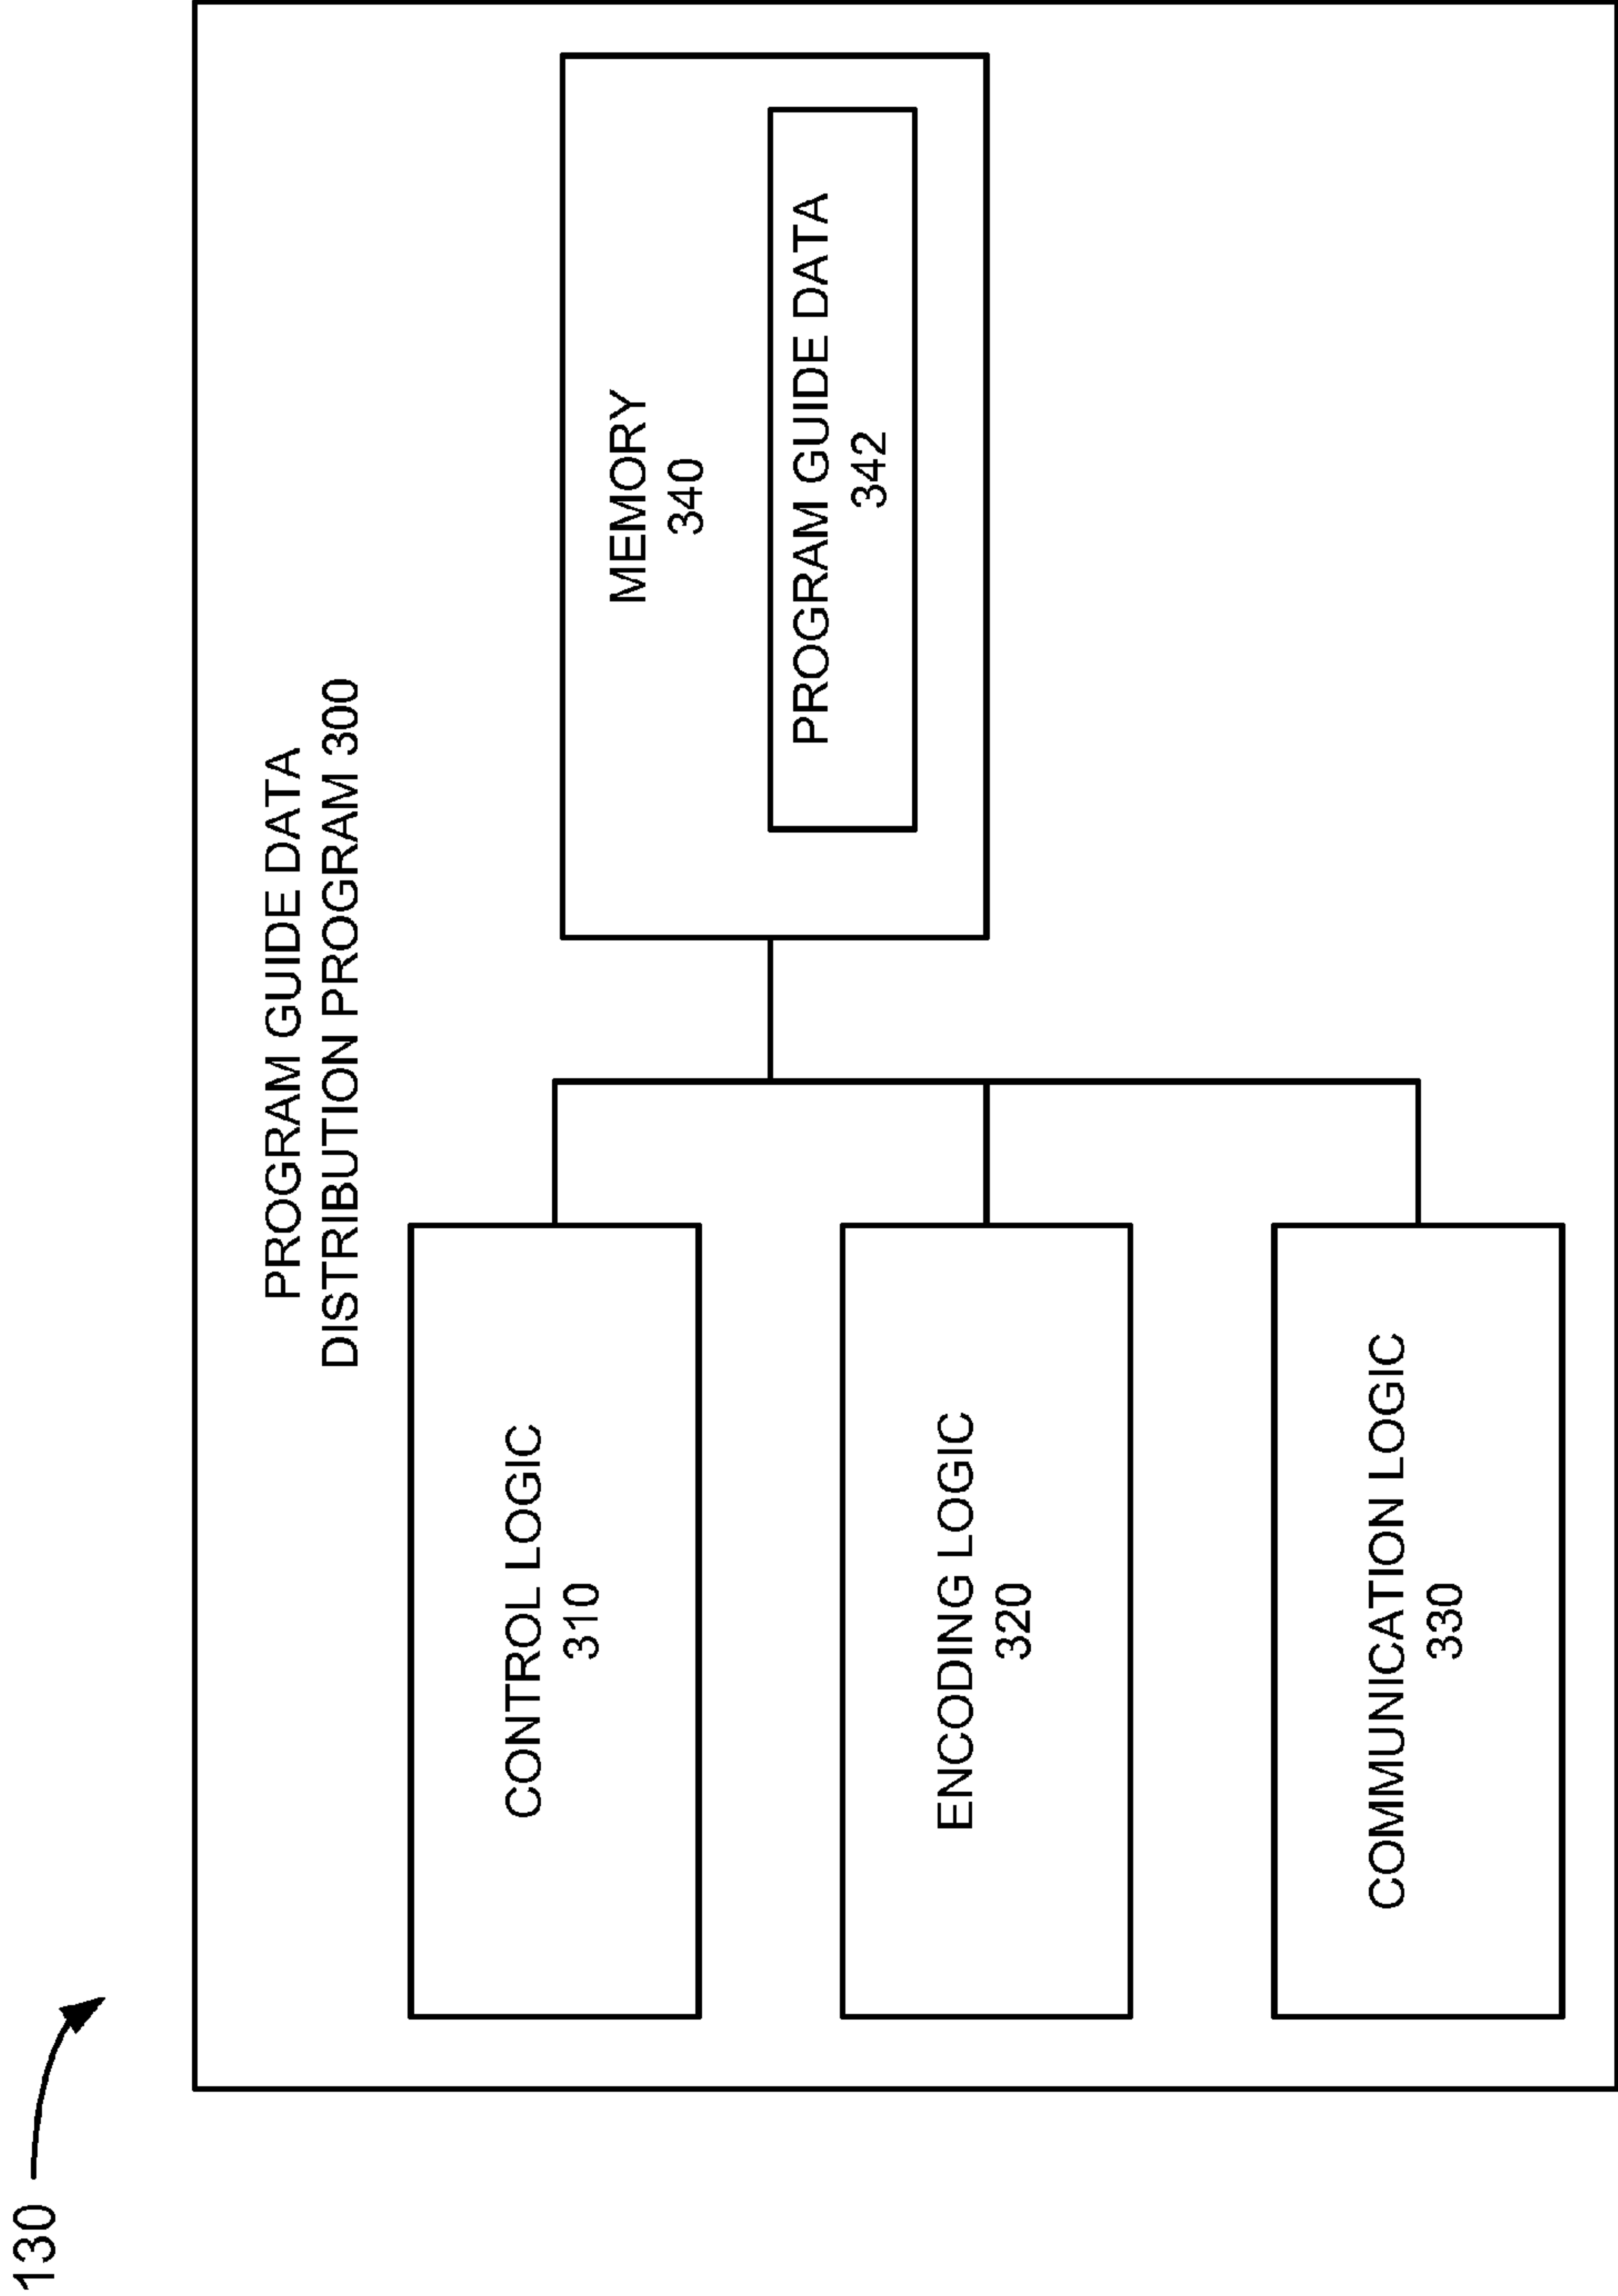 130
PROGRAM GUIDE DATA
DISTRIBUTION PROGRAM 300
CONTROL LOGIC
310
ENCODING LOGIC
320
COMMUNICATION LOGIC
330
MEMORY
340
PROGRAM GUIDE DATA
342